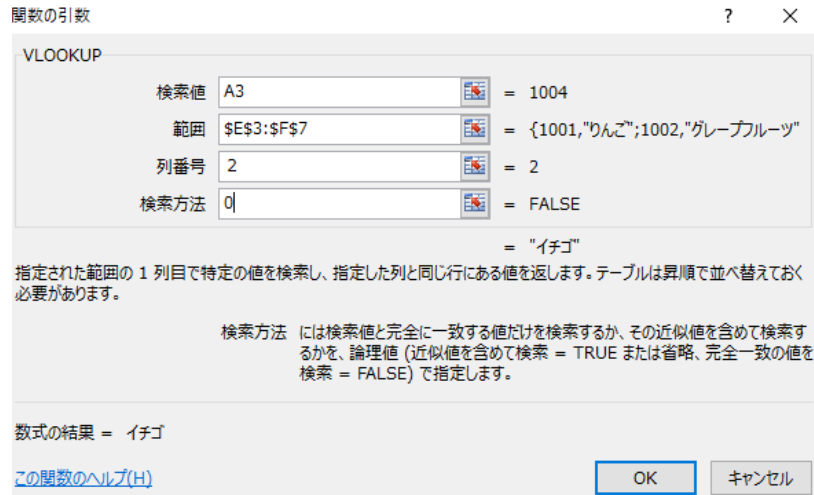 関数の引数 ? ×
VLOOKUP
検索値 A3 = 1004
範囲 $E$3:$F$7 = {1001,"りんご";1002,"グレープフルーツ"
列番号 2 = 2
検索方法 0 = FALSE
= "イチゴ"
指定された範囲の 1 列目で特定の値を検索し、指定した列と同じ行にある値を返します。テーブルは昇順で並べ替えておく
必要があります。
検索方法 には検索値と完全に一致する値だけを検索するか、その近似値を含めて検索す
るかを、論理値 (近似値を含めて検索 = TRUE または省略、完全一致の値を
検索 = FALSE) で指定します。
数式の結果 = イチゴ
この関数のヘルプ(H) OK キャンセル